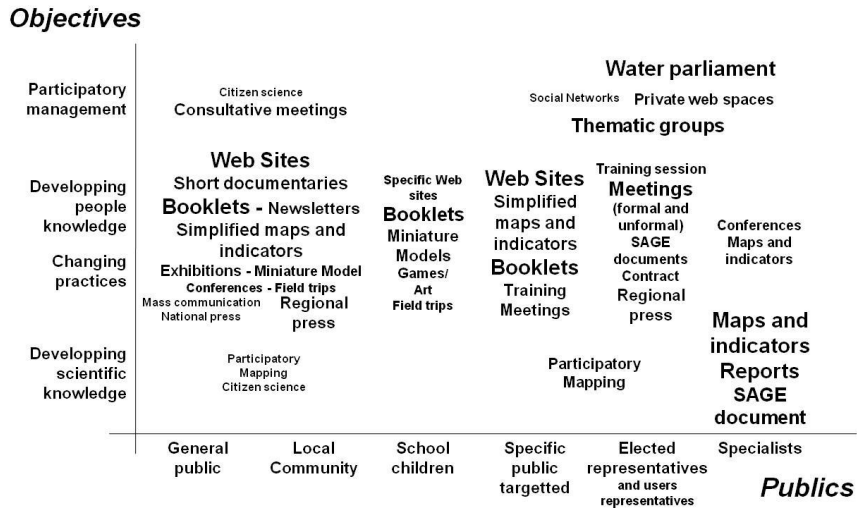 Objectives
Participatory
management
Citizen science
Consultative meetings
Water parliament
Social Networks Private web spaces
Thematic groups
Developping
people
knowledge
Changing
practices
Web Sites
Short documentaries
Booklets - Newsletters
Simplified maps and
indicators
Exhibitions - Miniature Model
Conferences - Field trips
Mass communication
National press
Regional
press
Specific Web
sites
Booklets
Miniature
Models
Games/
Art
Field trips
Web Sites
Simplified
maps and
indicators
Booklets
Training
Meetings
Training session
Meetings
(formal and
unformal)
SAGE
documents
Contract
Regional
press
Conferences
Maps and
indicators
Developping
scientific
knowledge
Participatory
Mapping
Citizen science
Participatory
Mapping
Maps and
indicators
Reports
SAGE
document
General
public
Local
Community
School
children
Specific
public
targetted
Elected
representatives
and users
representatives
Specialists
Publics